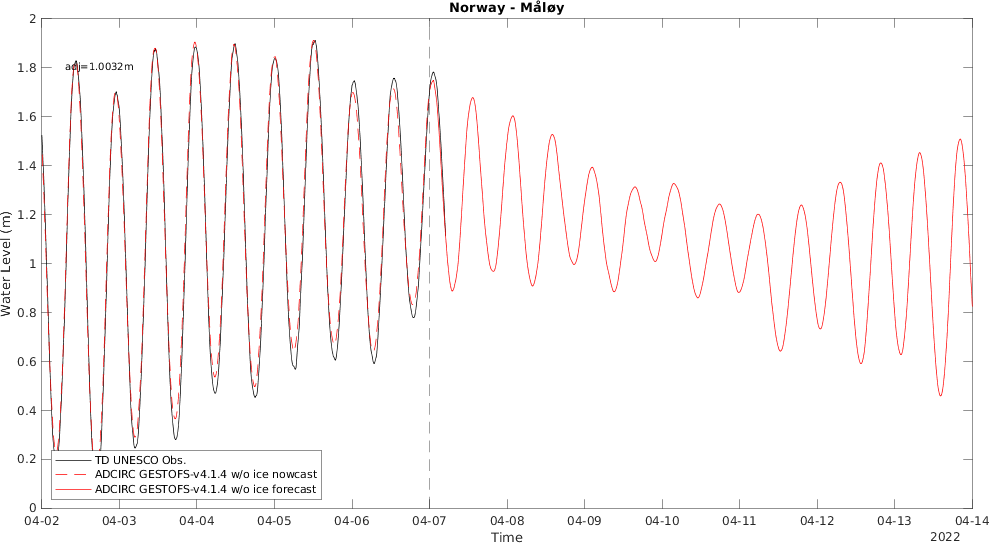 Norway - Måløy
2
1.8
adj=1.0032m
1.6
1.4
1.2
1
0.8
0.6
0.4
0.2
0
Water Level (m)
TD UNESCO Obs.
ADCIRC GESTOFS-v4.1.4 w/o ice nowcast
ADCIRC GESTOFS-v4.1.4 w/o ice forecast
04-02 04-03 04-04 04-05 04-06 04-07 04-08 04-09 04-10 04-11 04-12 04-13 04-14
Time
2022